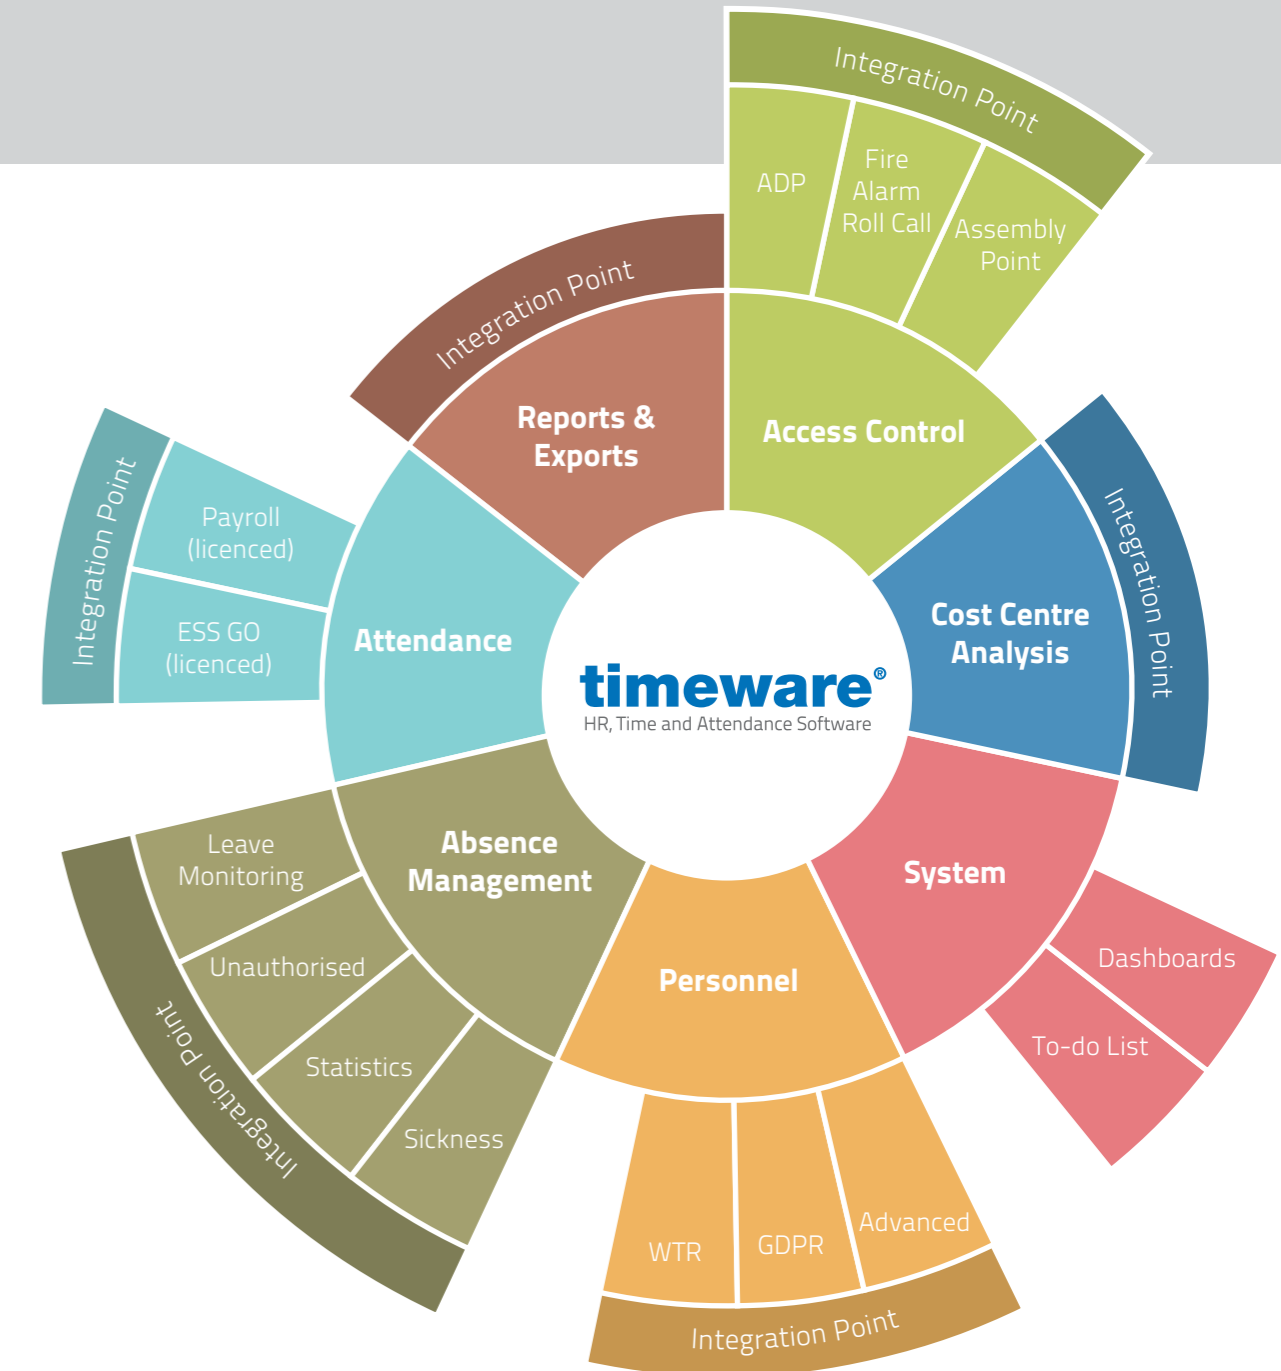 Integration Point
ADP
Fire
Alarm
Roll Call
Assembly
Point
Access Control
Integration Point
Cost Centre
Analysis
System
Dashboards
To-do List
Personnel
Advanced
GDPR
WTR
Integration Point
Absence
Management
Sickness
Statistics
Unauthorised
Leave
Monitoring
Integration Point
Attendance
ESS GO
(licenced)
Payroll
(licenced)
Integration Point
Reports &
Exports
Integration Point
timeware®
HR, Time and Attendance Software